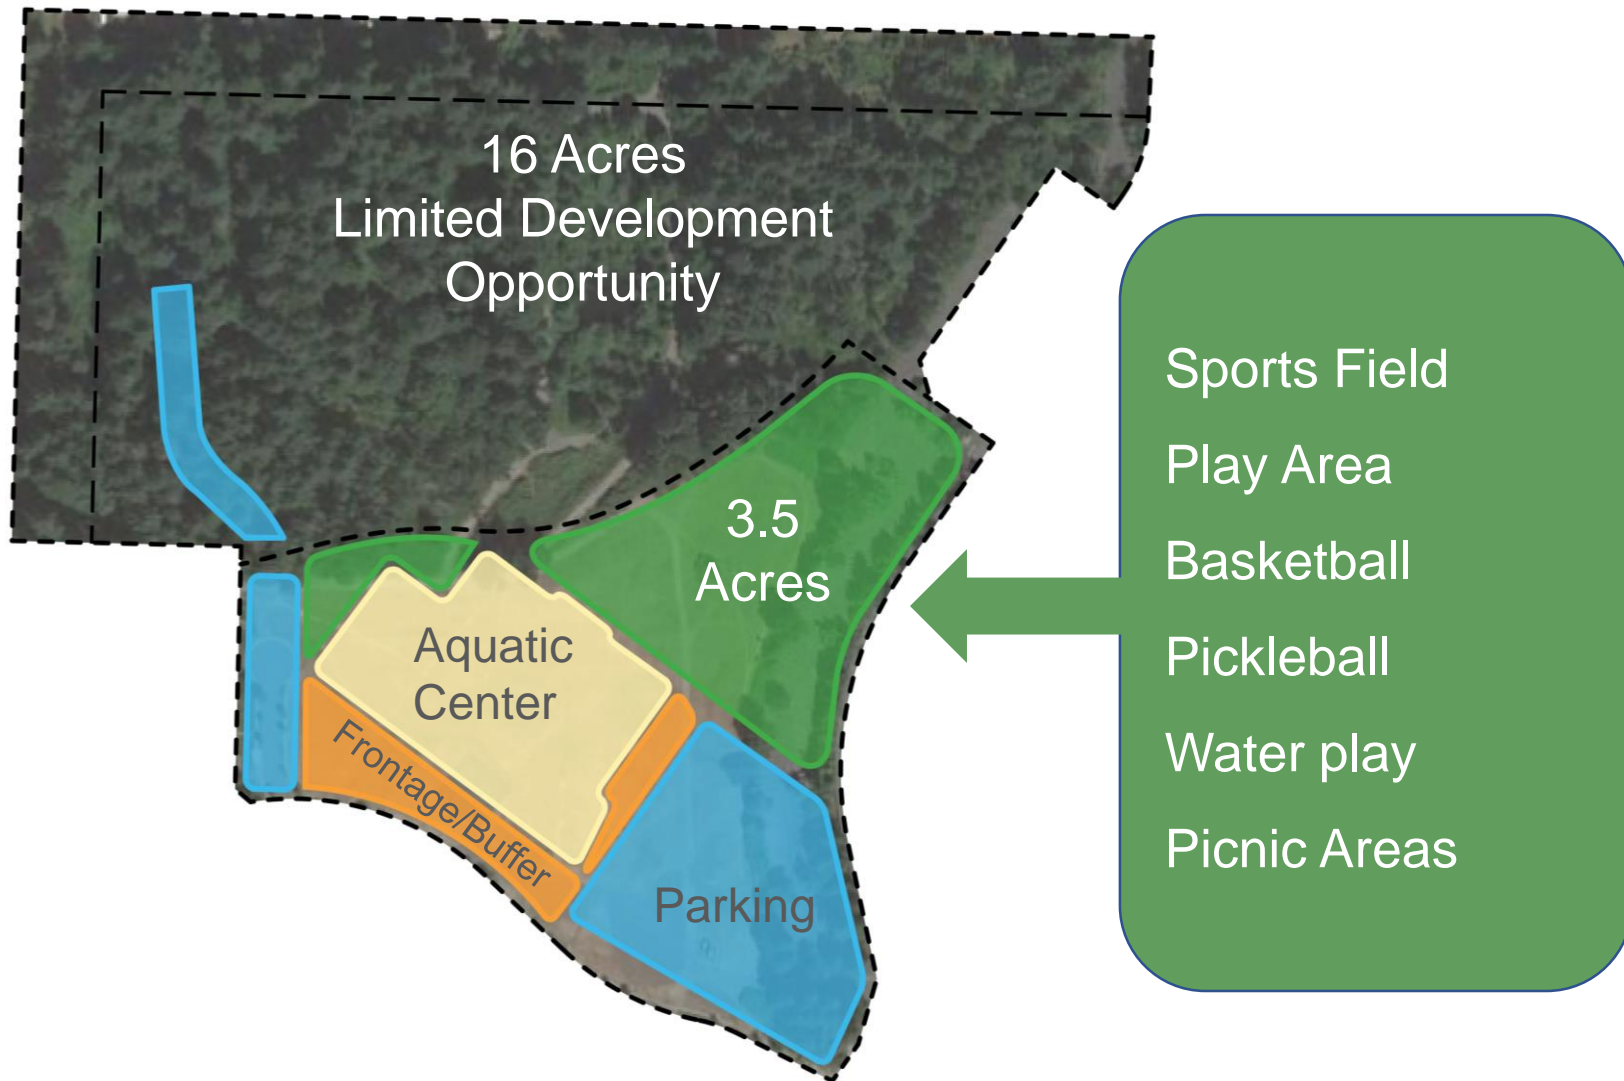 16 Acres
Limited Development
Opportunity
3.5
Acres
Aquatic
Center
Frontage/Buffer
Parking
Sports Field
Play Area
Basketball
Pickleball
Water play
Picnic Areas